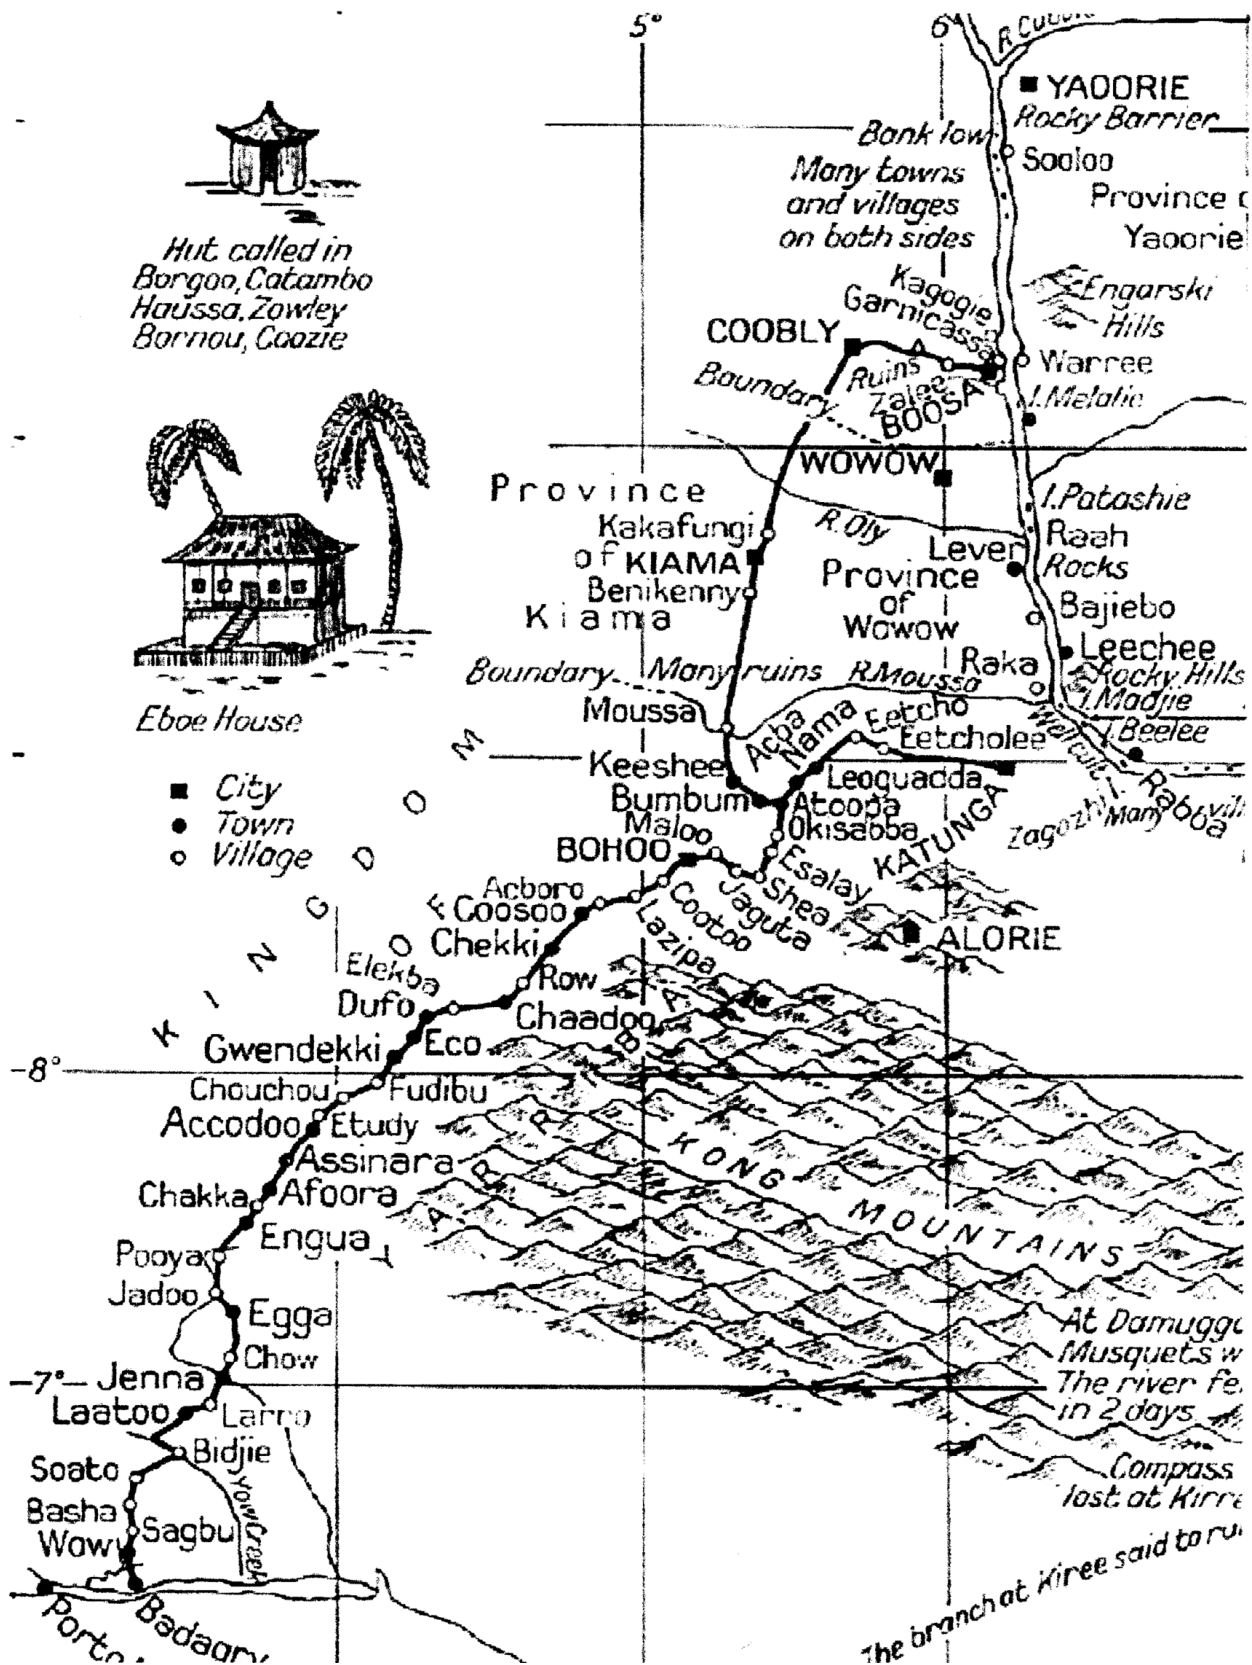 5°
6°
YAOORIE
Rocky Barrier
Bank low
Sooloo
Many towns
and villages
on both sides
Province
Yaoorie
Hut called in
Borgoo, Catambo
Haussa, Zowley
Bornou, Coozie
Kagogie
Garnicassa
Engarski
Hills
COOBLY
Ruins
Zalee
BOOSA
Warree
Boundary
I. Melalie
WOWOW
Province
of KIAMA
Kiama
Kakafungi
Benikenny
R. Oly
I. Patashie
Raah
Lever
Rocks
Province
of
Wowow
Bajiebo
Leechee
Raka
Rocky Hills
I. Madjie
I. Beelee
Boundary
Many ruins
R. Moussa
Moussa
Acba
Nama
Eetcho
Eetcholee
Wellcult
Rabba
Zagozhi I.
Many
Eboe House
City
Town
Village
Keeshee
Bumbum
Leoguadda
Atoopa
Okisabba
KATUNGA
Maloo
BOHOO
Esalay
Shea
Jaguta
Cootoo
Lazipa
ALORIE
Acboro
Coosoo
Chekki
Row
Chaadoo
Elekba
Dufo
Eco
Gwendekki
8°
Chouchou
Fudibu
Accodoo
Etudy
Assinara
Afoora
Chakka
Engua
KINGDOM OF
YARRIBA
KONG MOUNTAINS
Pooya
Jadoo
Egga
Chow
7°
Jenna
Laatoo
Larro
Bidjie
Soato
Basha
Sagbu
Wow
Yow Creek
Badagry
Porto
At Damuggo
Musquets
The river
in 2 days
Compass
lost at Kirre
The branch at Kiree said to